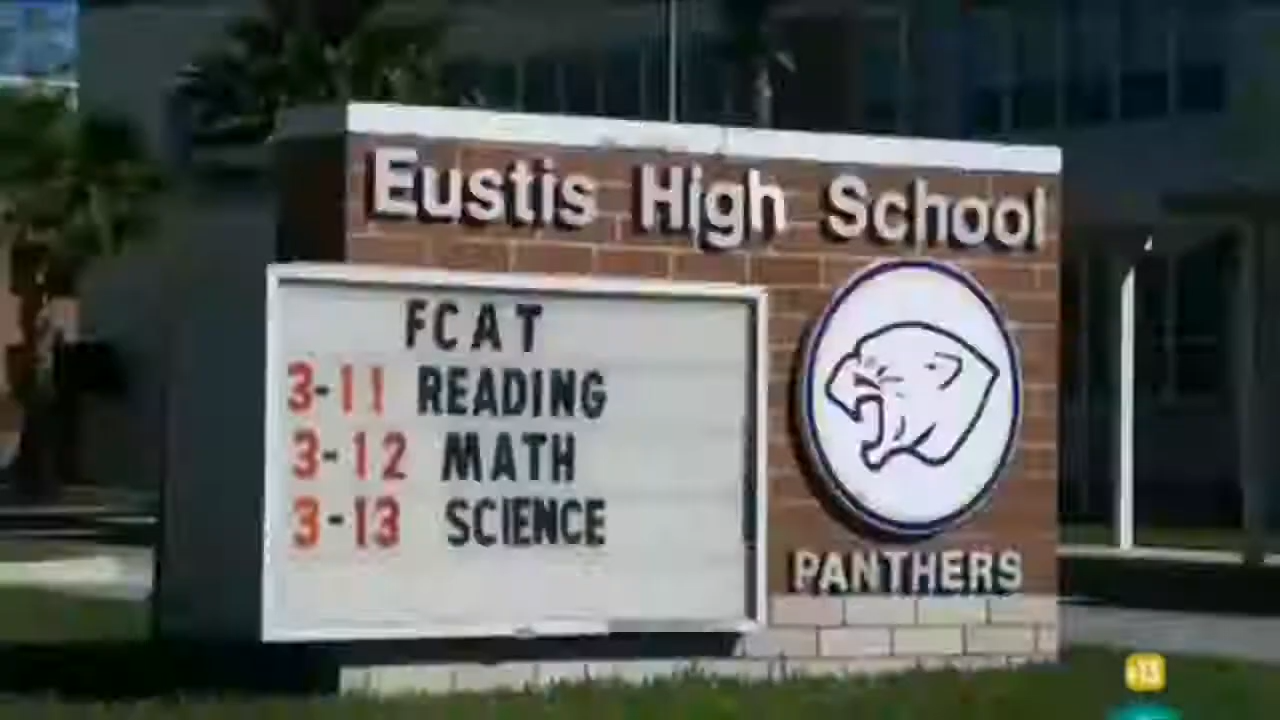 Eustis High School
FCAT
3-11 READING
3-12 MATH
3-13 SCIENCE
PANTHERS
+13